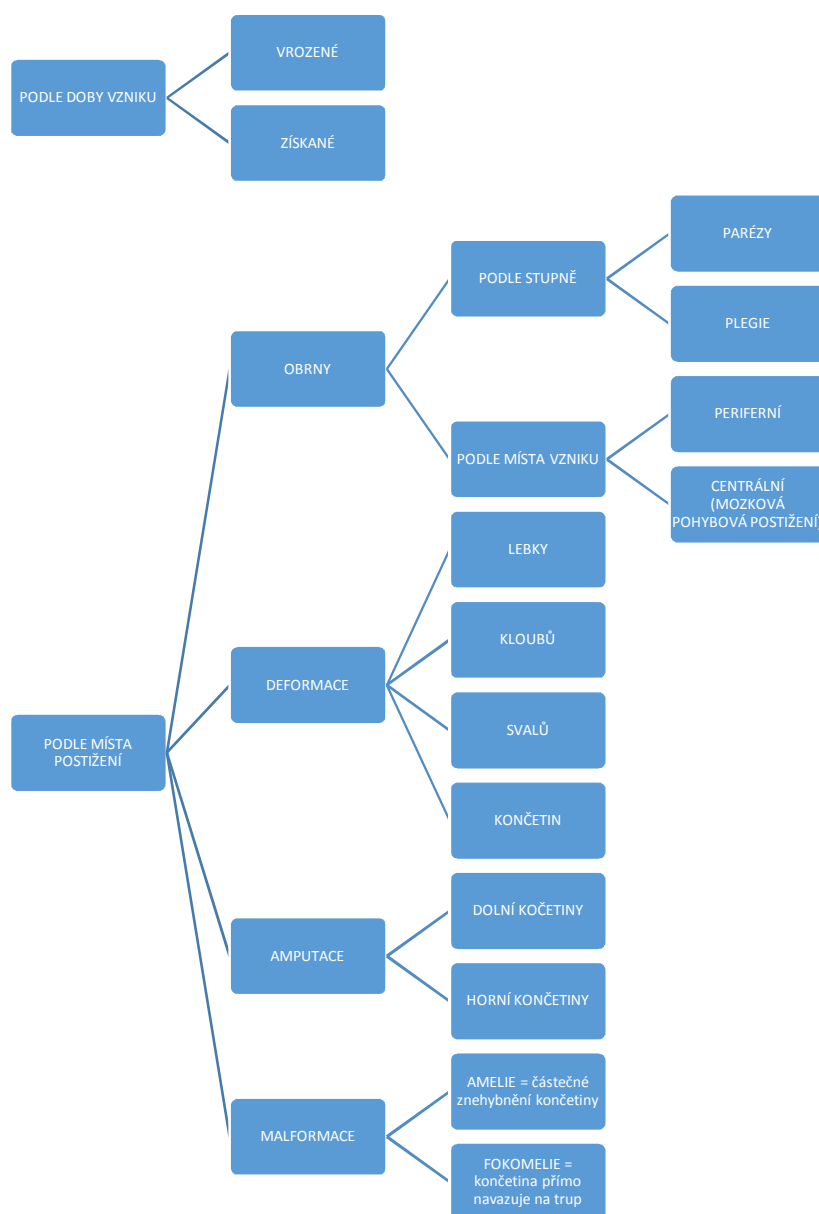 VROZENÉ
PODLE DOBY VZNIKU
ZÍSKANÉ
PARÉZY
PODLE STUPNĚ
PLEGIE
OBRNY
PERIFERNÍ
PODLE MÍSTA VZNIKU
CENTRÁLNÍ
(MOZKOVÁ
POHYBOVÁ POSTIŽENÍ)
LEBKY
KLOUBŮ
DEFORMACE
SVALŮ
PODLE MÍSTA
POSTIŽENÍ
KONČETIN
DOLNÍ KOČETINY
AMPUTACE
HORNÍ KONČETINY
AMELIE = částečné
znehybnění končetiny
MALFORMACE
FOKOMELIE =
končetina přímo
navazuje na trup